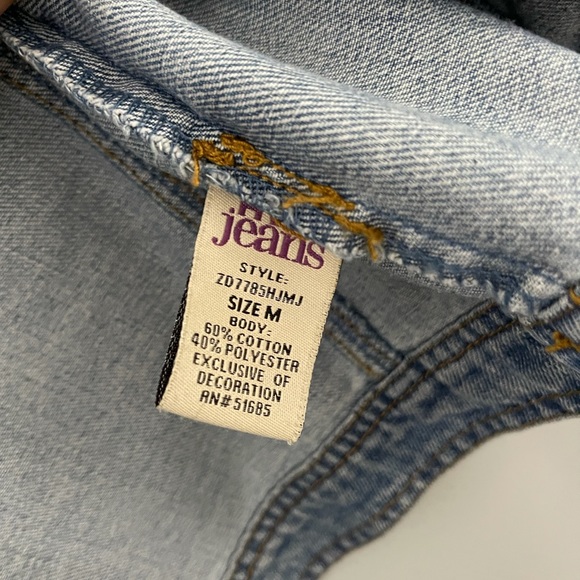 jeans
STYLE:
ZD7785HJMJ
SIZE M
BODY:
60% COTTON
40% POLYESTER
EXCLUSIVE OF
DECORATION
RN# 51685